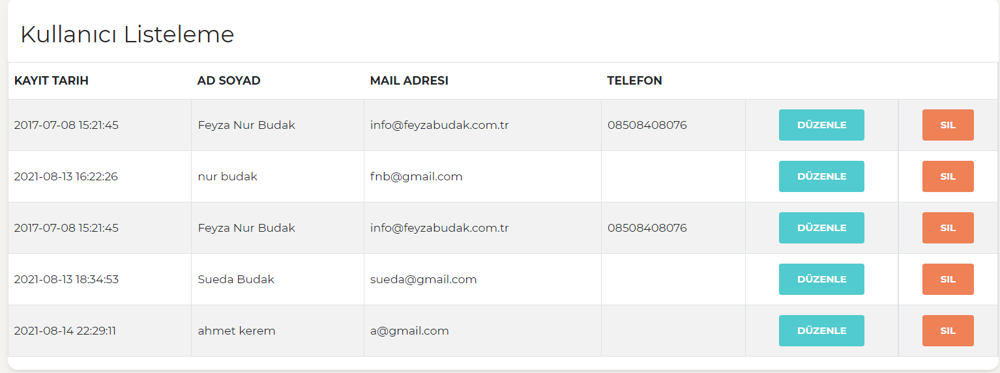 Kullanıcı Listeleme
KAYIT TARIH AD SOYAD MAIL ADRESI TELEFON
2017-07-08 15:21:45 Feyza Nur Budak info@feyzabudak.com.tr 08508408076 DÜZENLE SIL
2021-08-13 16:22:26 nur budak fnb@gmail.com DÜZENLE SIL
2017-07-08 15:21:45 Feyza Nur Budak info@feyzabudak.com.tr 08508408076 DÜZENLE SIL
2021-08-13 18:34:53 Sueda Budak sueda@gmail.com DÜZENLE SIL
2021-08-14 22:29:11 ahmet kerem a@gmail.com DÜZENLE SIL